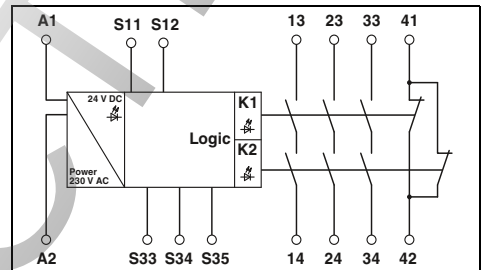 A1 S11 S12 13 23 33 41
24 V DC
K1
Logic
K2
Power
230 V AC
A2 S33 S34 S35 14 24 34 42